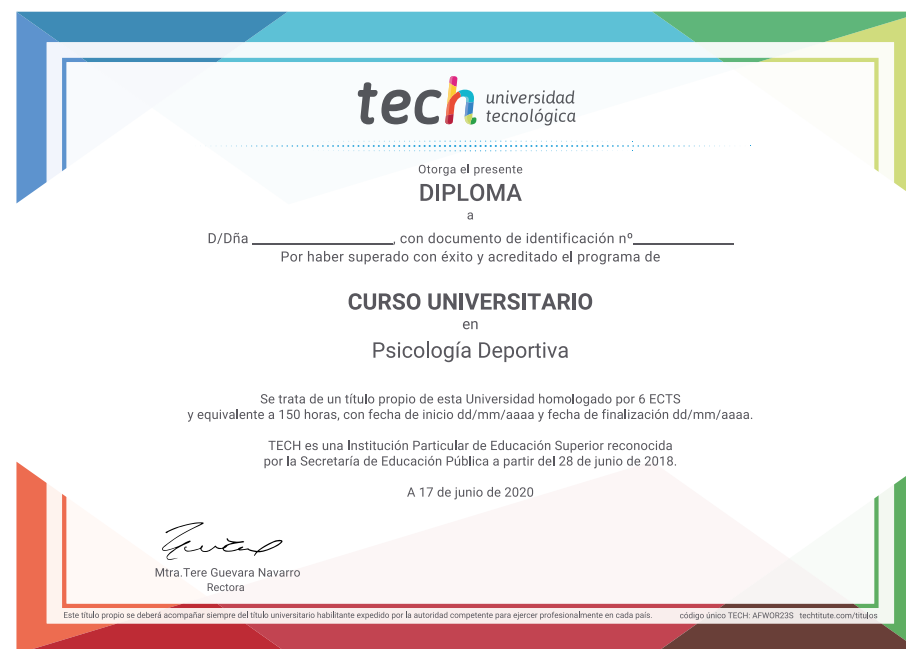 tech universidad
tecnológica
Otorga el presente
DIPLOMA
a
D/Dña ________________, con documento de identificación nº____________
Por haber superado con éxito y acreditado el programa de
CURSO UNIVERSITARIO
en
Psicología Deportiva
Se trata de un título propio de esta Universidad homologado por 6 ECTS
y equivalente a 150 horas, con fecha de inicio dd/mm/aaaa y fecha de finalización dd/mm/aaaa.
TECH es una Institución Particular de Educación Superior reconocida
por la Secretaría de Educación Pública a partir del 28 de junio de 2018.
A 17 de junio de 2020
Mtra.Tere Guevara Navarro
Rectora
Este título propio se deberá acompañar siempre del título universitario habilitante expedido por la autoridad competente para ejercer profesionalmente en cada país. código único TECH: AFWOR23S techtitute.com/titulos